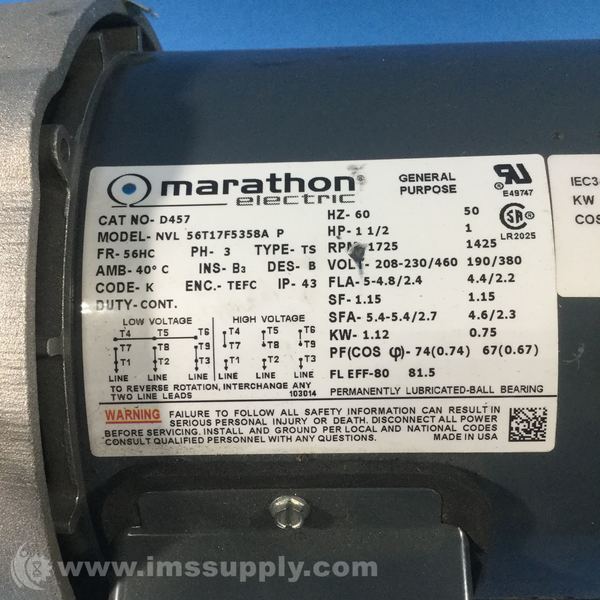 marathon®
electric
GENERAL PURPOSE
E49747
LR2025
CAT NO- D457
MODEL- NVL 56T17F5358A P
FR- 56HC PH- 3 TYPE- TS
AMB- 40°C INS- B3 DES- B
CODE- K ENC.- TEFC IP- 43
DUTY- CONT.
HZ- 60 50
HP- 1 1/2 1
RPM- 1725 1425
VOLT- 208-230/460 190/380
FLA- 5-4.8/2.4 4.4/2.2
SF- 1.15 1.15
SFA- 5.4-5.4/2.7 4.6/2.3
KW- 1.12 0.75
PF(COS φ)- 74(0.74) 67(0.67)
FL EFF-80 81.5
LOW VOLTAGE HIGH VOLTAGE
T4 T5 T6 T4 T5 T6
T7 T8 T9 T7 T8 T9
T1 T2 T3 T1 T2 T3
LINE LINE LINE LINE LINE LINE
TO REVERSE ROTATION, INTERCHANGE ANY
TWO LINE LEADS 103014
PERMANENTLY LUBRICATED-BALL BEARING
WARNING FAILURE TO FOLLOW ALL SAFETY INFORMATION CAN RESULT IN
SERIOUS PERSONAL INJURY OR DEATH. DISCONNECT ALL POWER
BEFORE SERVICING. INSTALL AND GROUND PER LOCAL AND NATIONAL CODES
CONSULT QUALIFIED PERSONNEL WITH ANY QUESTIONS. MADE IN USA
KW
COS
www.imssupply.com